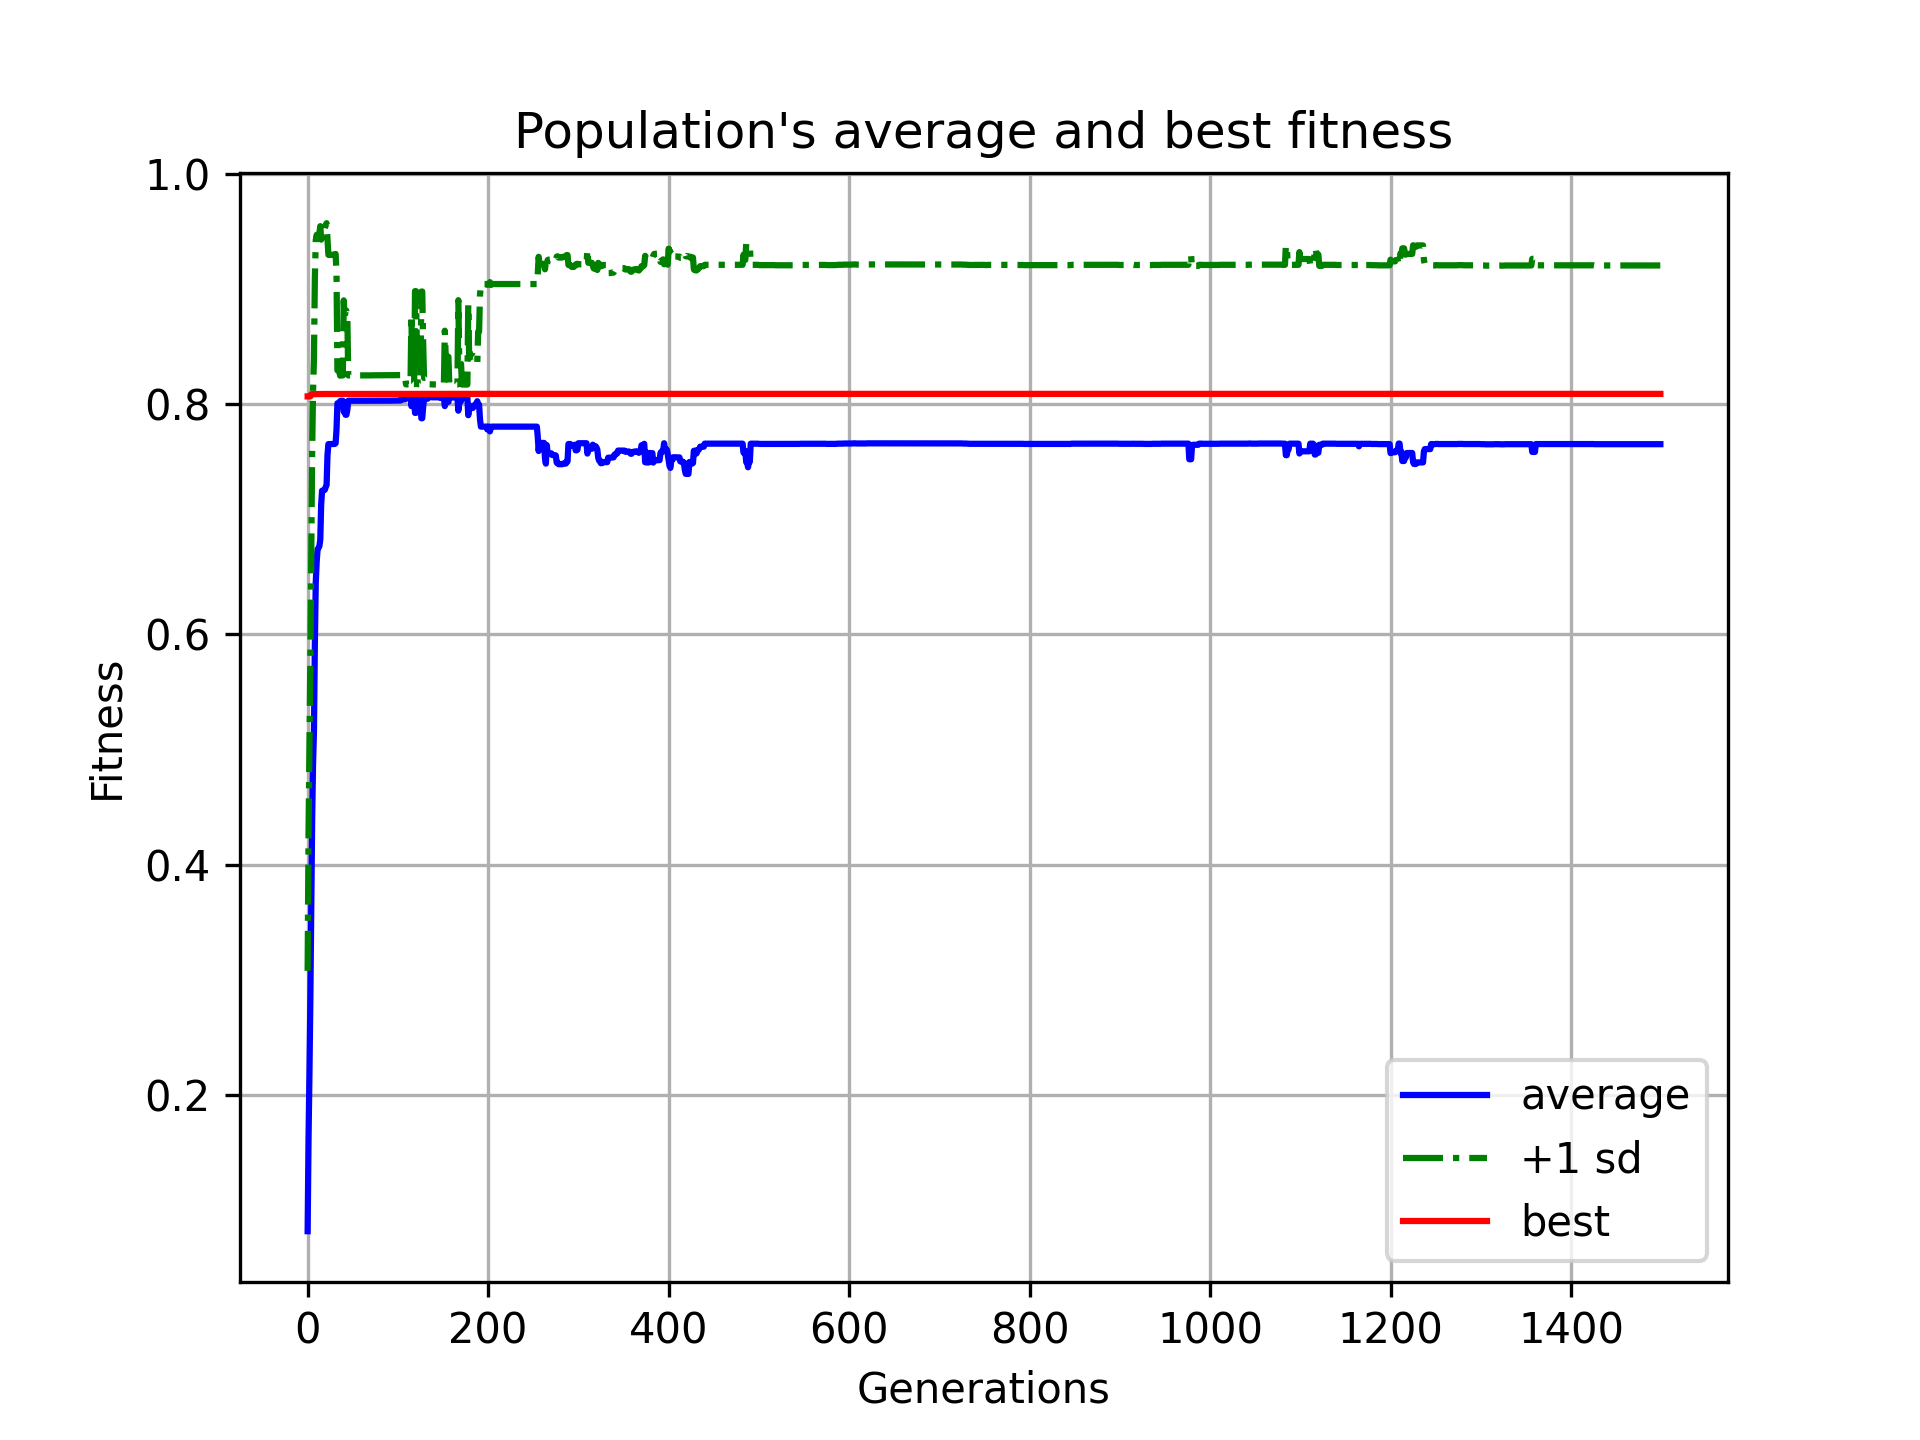 Population's average and best fitness
1.0
0.8
0.6
0.4
0.2
Fitness
0 200 400 600 800 1000 1200 1400
Generations
average
+1 sd
best